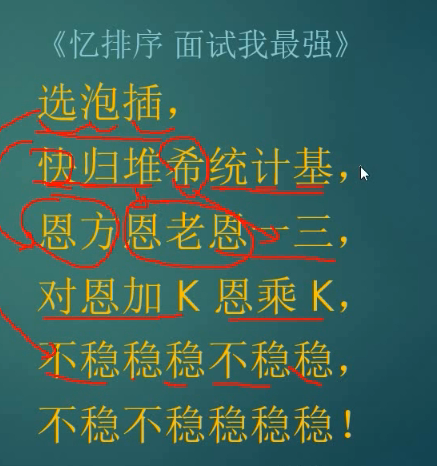 《忆排序 面试我最强》
选泡插，
快归堆希统计基，
恩方恩老恩一三，
对恩加K 恩乘K，
不稳稳稳不稳稳，
不稳不稳稳稳稳！